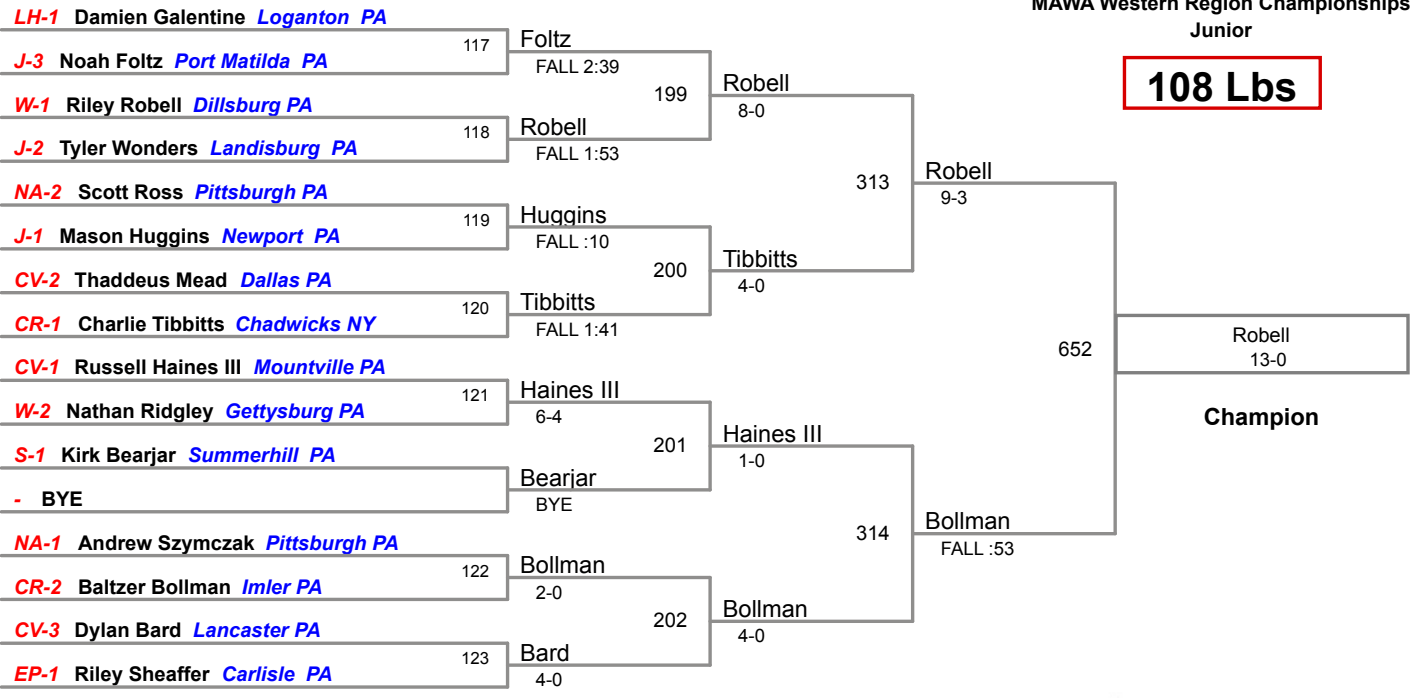 MAWA Western Region Championships
Junior
108 Lbs
LH-1 Damien Galentine Loganton PA
J-3 Noah Foltz Port Matilda PA
W-1 Riley Robell Dillsburg PA
J-2 Tyler Wonders Landisburg PA
NA-2 Scott Ross Pittsburgh PA
J-1 Mason Huggins Newport PA
CV-2 Thaddeus Mead Dallas PA
CR-1 Charlie Tibbitts Chadwicks NY
CV-1 Russell Haines III Mountville PA
W-2 Nathan Ridgley Gettysburg PA
S-1 Kirk Bearjar Summerhill PA
- BYE
NA-1 Andrew Szymczak Pittsburgh PA
CR-2 Baltzer Bollman Imler PA
CV-3 Dylan Bard Lancaster PA
EP-1 Riley Sheaffer Carlisle PA
117
118
119
120
121
122
123
Foltz
FALL 2:39
Robell
FALL 1:53
Huggins
FALL :10
Tibbitts
FALL 1:41
Haines III
6-4
Bearjar
BYE
Bollman
2-0
Bard
4-0
199
200
201
202
Robell
8-0
Tibbitts
4-0
Haines III
1-0
Bollman
4-0
313
314
Robell
9-3
Bollman
FALL :53
652
Robell
13-0
Champion